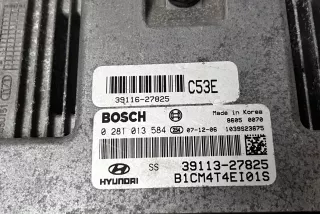 39116-27825
C53E
BOSCH
Made in Korea
8605 0070
0 281 013 584 07-12-06 1039S23675
SS 39113-27825
HYUNDAI B1CM4T4EI01S